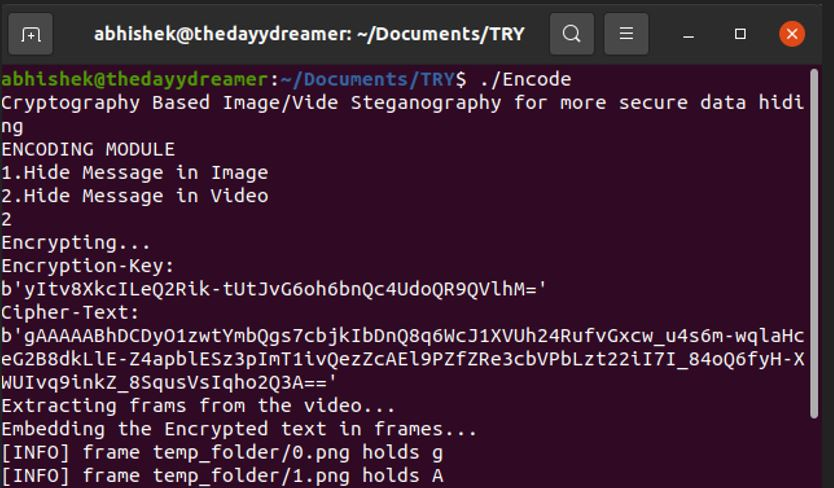 abhishek@thedayydreamer: ~/Documents/TRY
abhishek@thedayydreamer:~/Documents/TRY$ ./Encode
Cryptography Based Image/Vide Steganography for more secure data hidi
ng
ENCODING MODULE
1.Hide Message in Image
2.Hide Message in Video
2
Encrypting...
Encryption-Key:
b'yItv8XkcILeQ2Rik-tUtJvG6oh6bnQc4UdoQR9QVlhM='
Cipher-Text:
b'gAAAAABhDCDyO1zwtYmbQgs7cbjkIbDnQ8q6WcJ1XVUh24RufvGxcw_u4s6m-wqlaHc
eG2B8dkLlE-Z4apblESz3pImT1ivQezZcAEl9PZfZRe3cbVPbLzt22iI7I_84oQ6fyH-X
WUIvq9inkZ_8SqusVsIqho2Q3A=='
Extracting frams from the video...
Embedding the Encrypted text in frames...
[INFO] frame temp_folder/0.png holds g
[INFO] frame temp_folder/1.png holds A